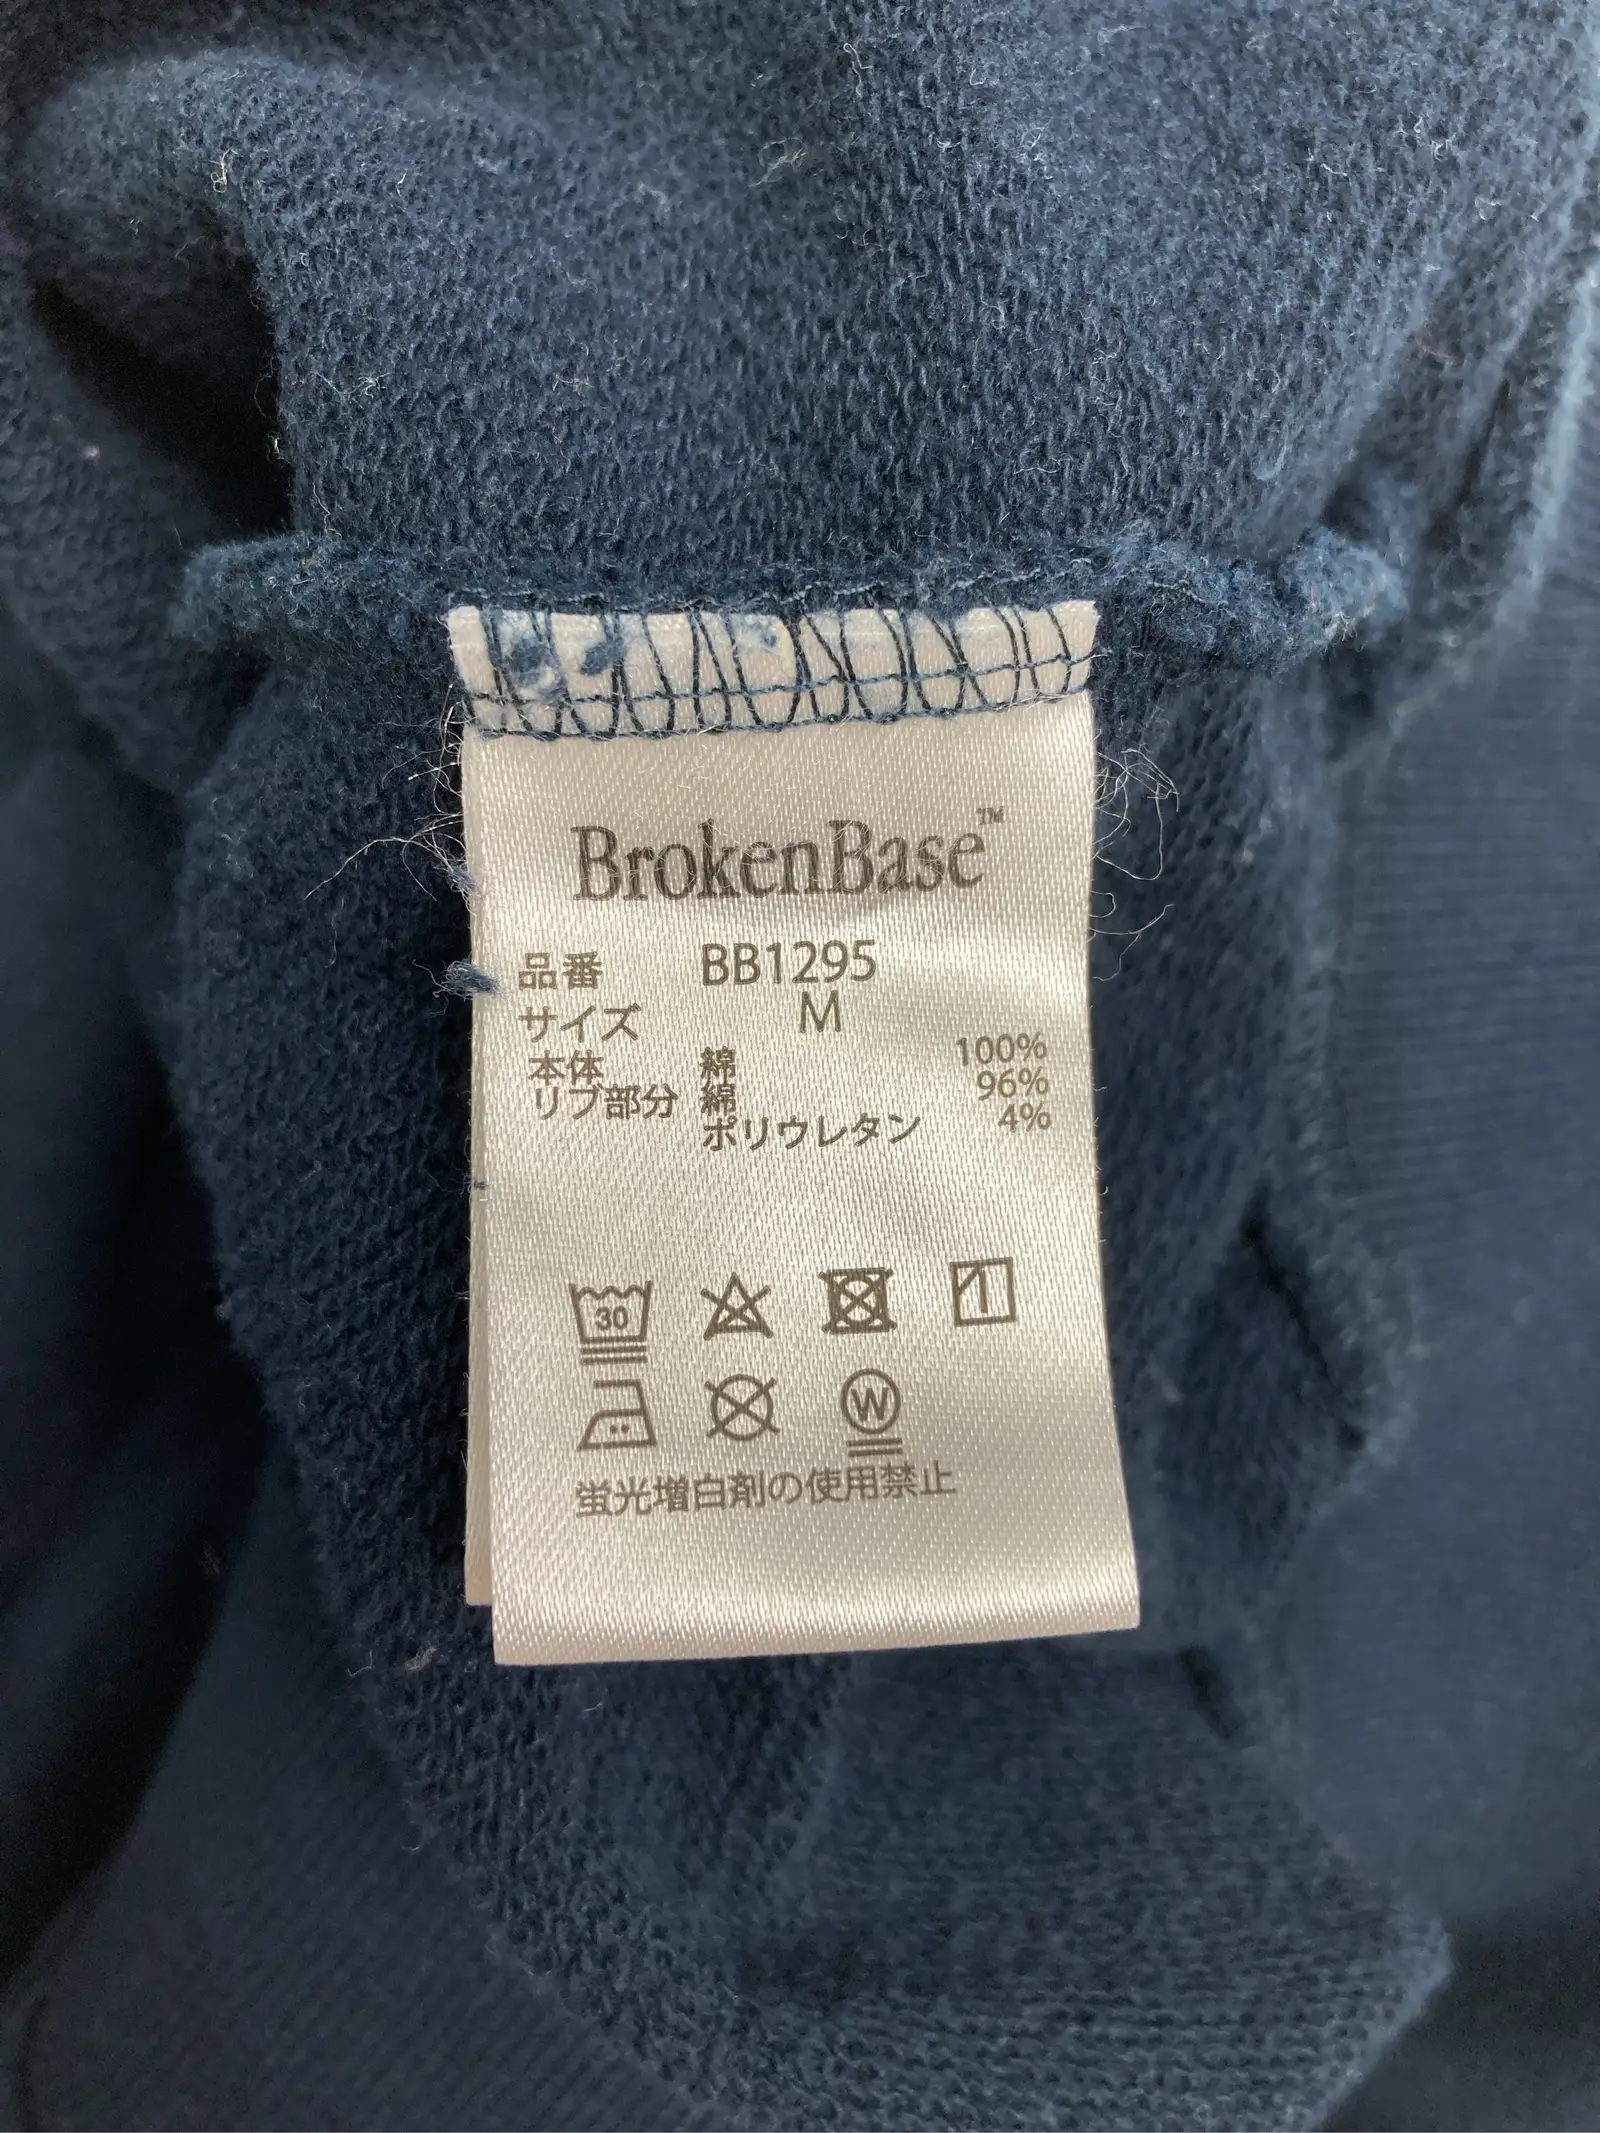 BrokenBase™
品番 BB1295
サイズ M
本体 綿 100%
リブ部分 綿 96%
ポリウレタン 4%
30
W
蛍光増白剤の使用禁止